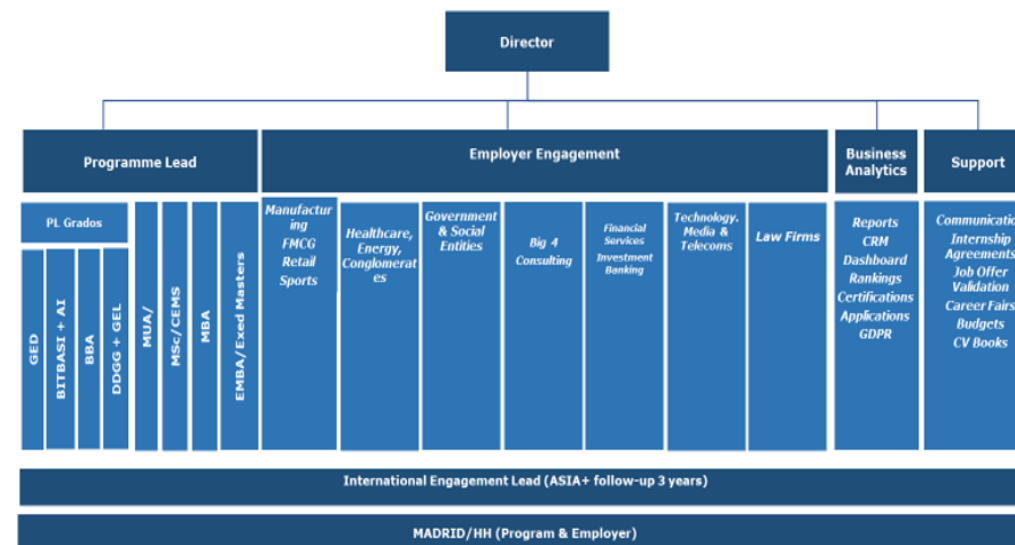 Director
Programme Lead
Employer Engagement
Business
Analytics
Support
PL Grados
GED
BITBASI + AI
BBA
DDGG + GEL
MUA/
MSc/CEMS
MBA
EMBA/Exed Masters
Manufactur
ing
FMCG
Retail
Sports
Healthcare,
Energy,
Conglomerat
es
Government
& Social
Entities
Big 4
Consulting
Financial
Services
Investment
Banking
Technology.
Media &
Telecoms
Law Firms
Reports
CRM
Dashboard
Rankings
Certifications
Applications
GDPR
Communication
Internship
Agreements
Job Offer
Validation
Career Fairs
Budgets
CV Books
International Engagement Lead (ASIA+ follow-up 3 years)
MADRID/HH (Program & Employer)